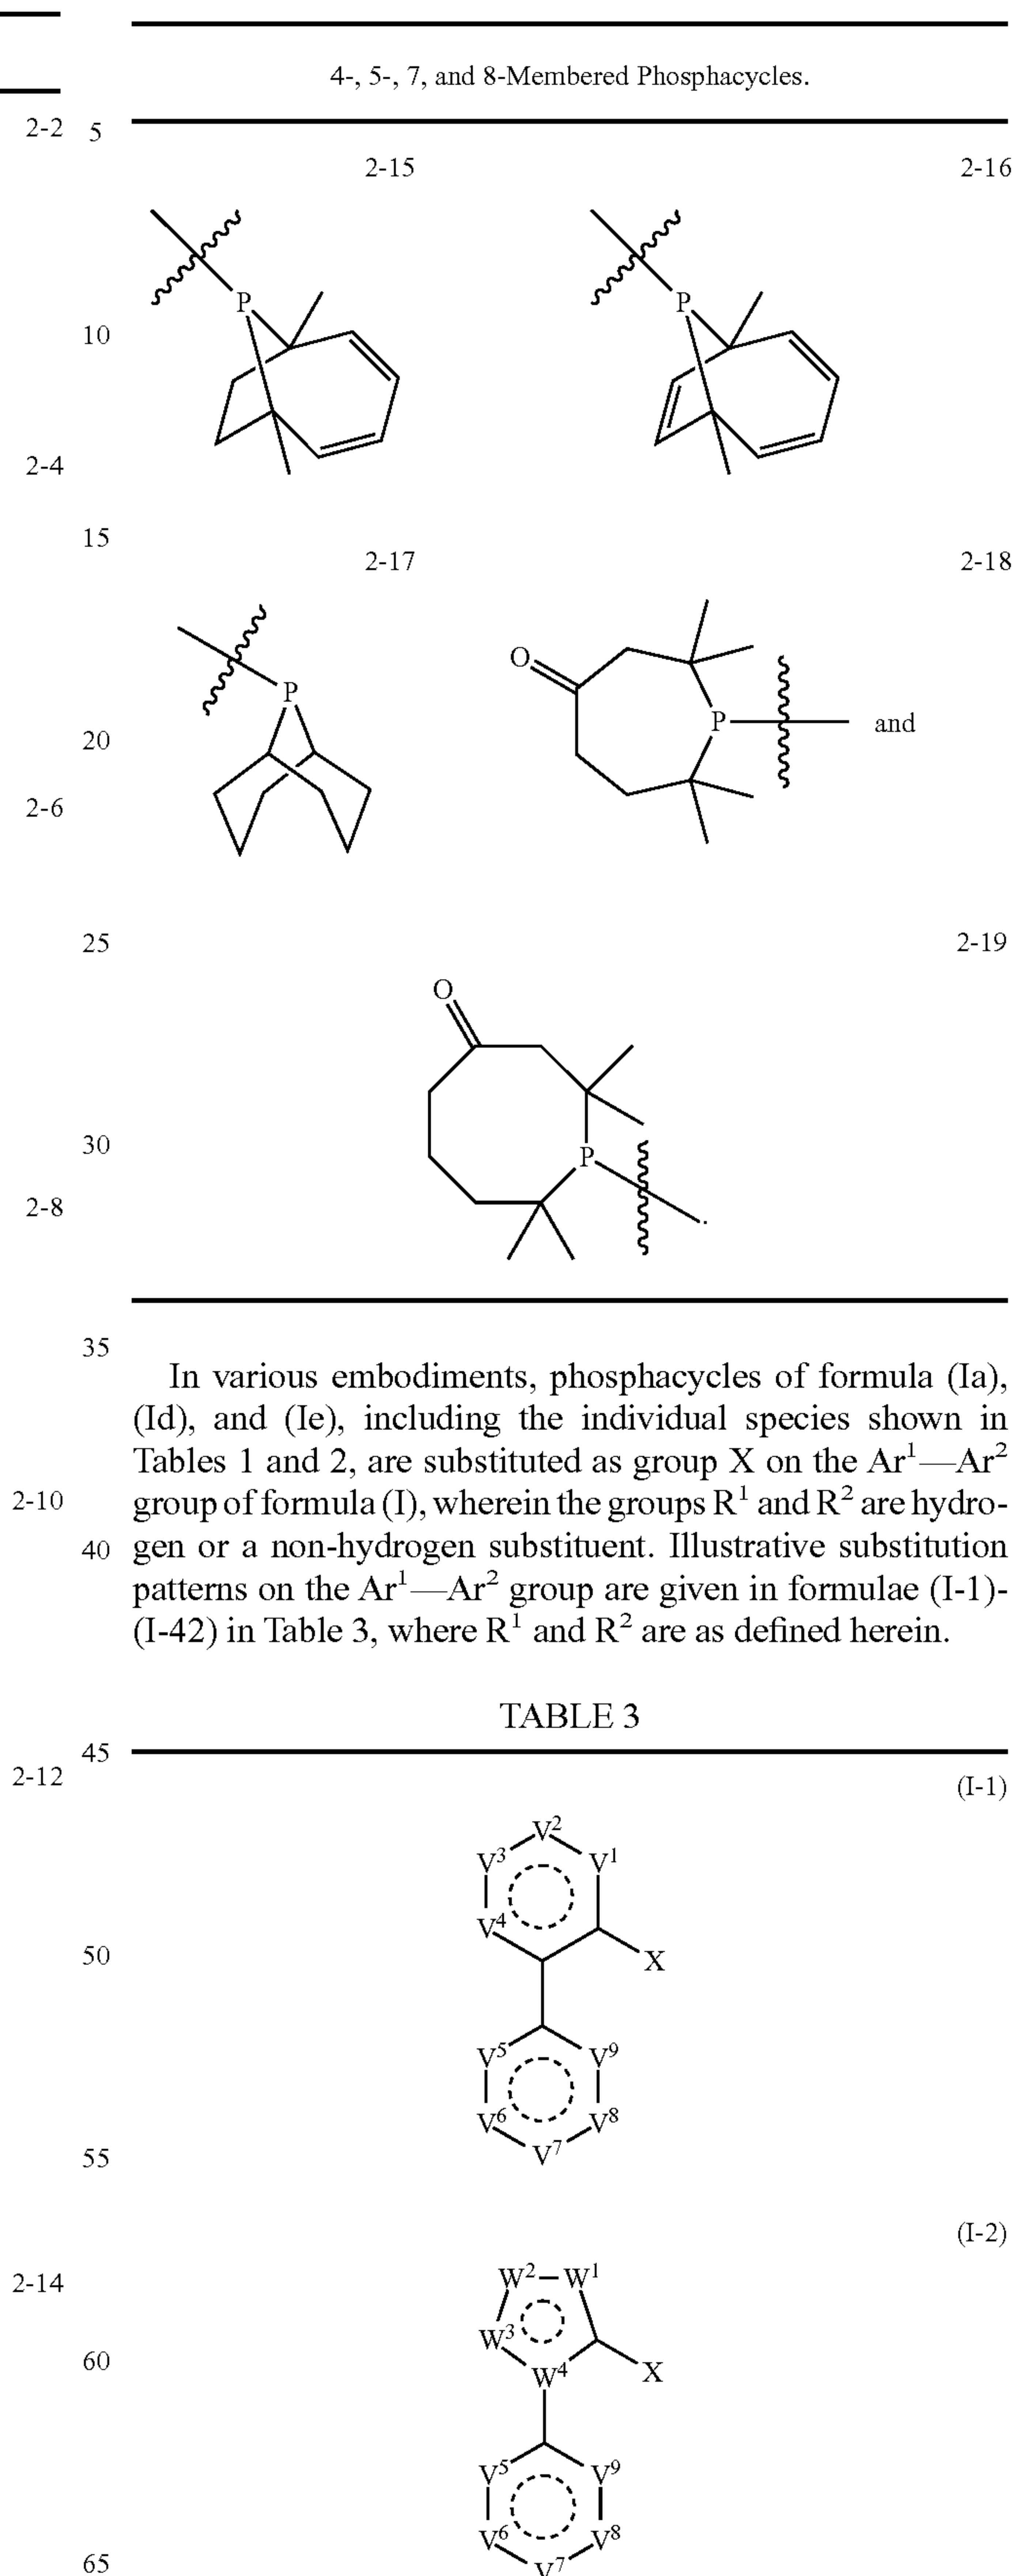 4-, 5-, 7, and 8-Membered Phosphacycles.
2-2 5
2-15 2-16
P P
10
2-4
15
2-17 2-18
O
P
P and
20
2-6
25 2-19
O
30
P
2-8
.
35
In various embodiments, phosphacycles of formula (Ia),
(Id), and (Ie), including the individual species shown in
Tables 1 and 2, are substituted as group X on the Ar¹—Ar²
2-10 group of formula (I), wherein the groups R¹ and R² are hydro-
40 gen or a non-hydrogen substituent. Illustrative substitution
patterns on the Ar¹—Ar² group are given in formulae (I-1)-
(I-42) in Table 3, where R¹ and R² are as defined herein.
TABLE 3
45
2-12 (I-1)
V²
V³ V¹
V⁴
50 X
V⁵ V⁹
V⁶ V⁸
V⁷
55
(I-2)
2-14 W² W¹
W³
60 W⁴ X
V⁵ V⁹
V⁶ V⁸
65 V⁷